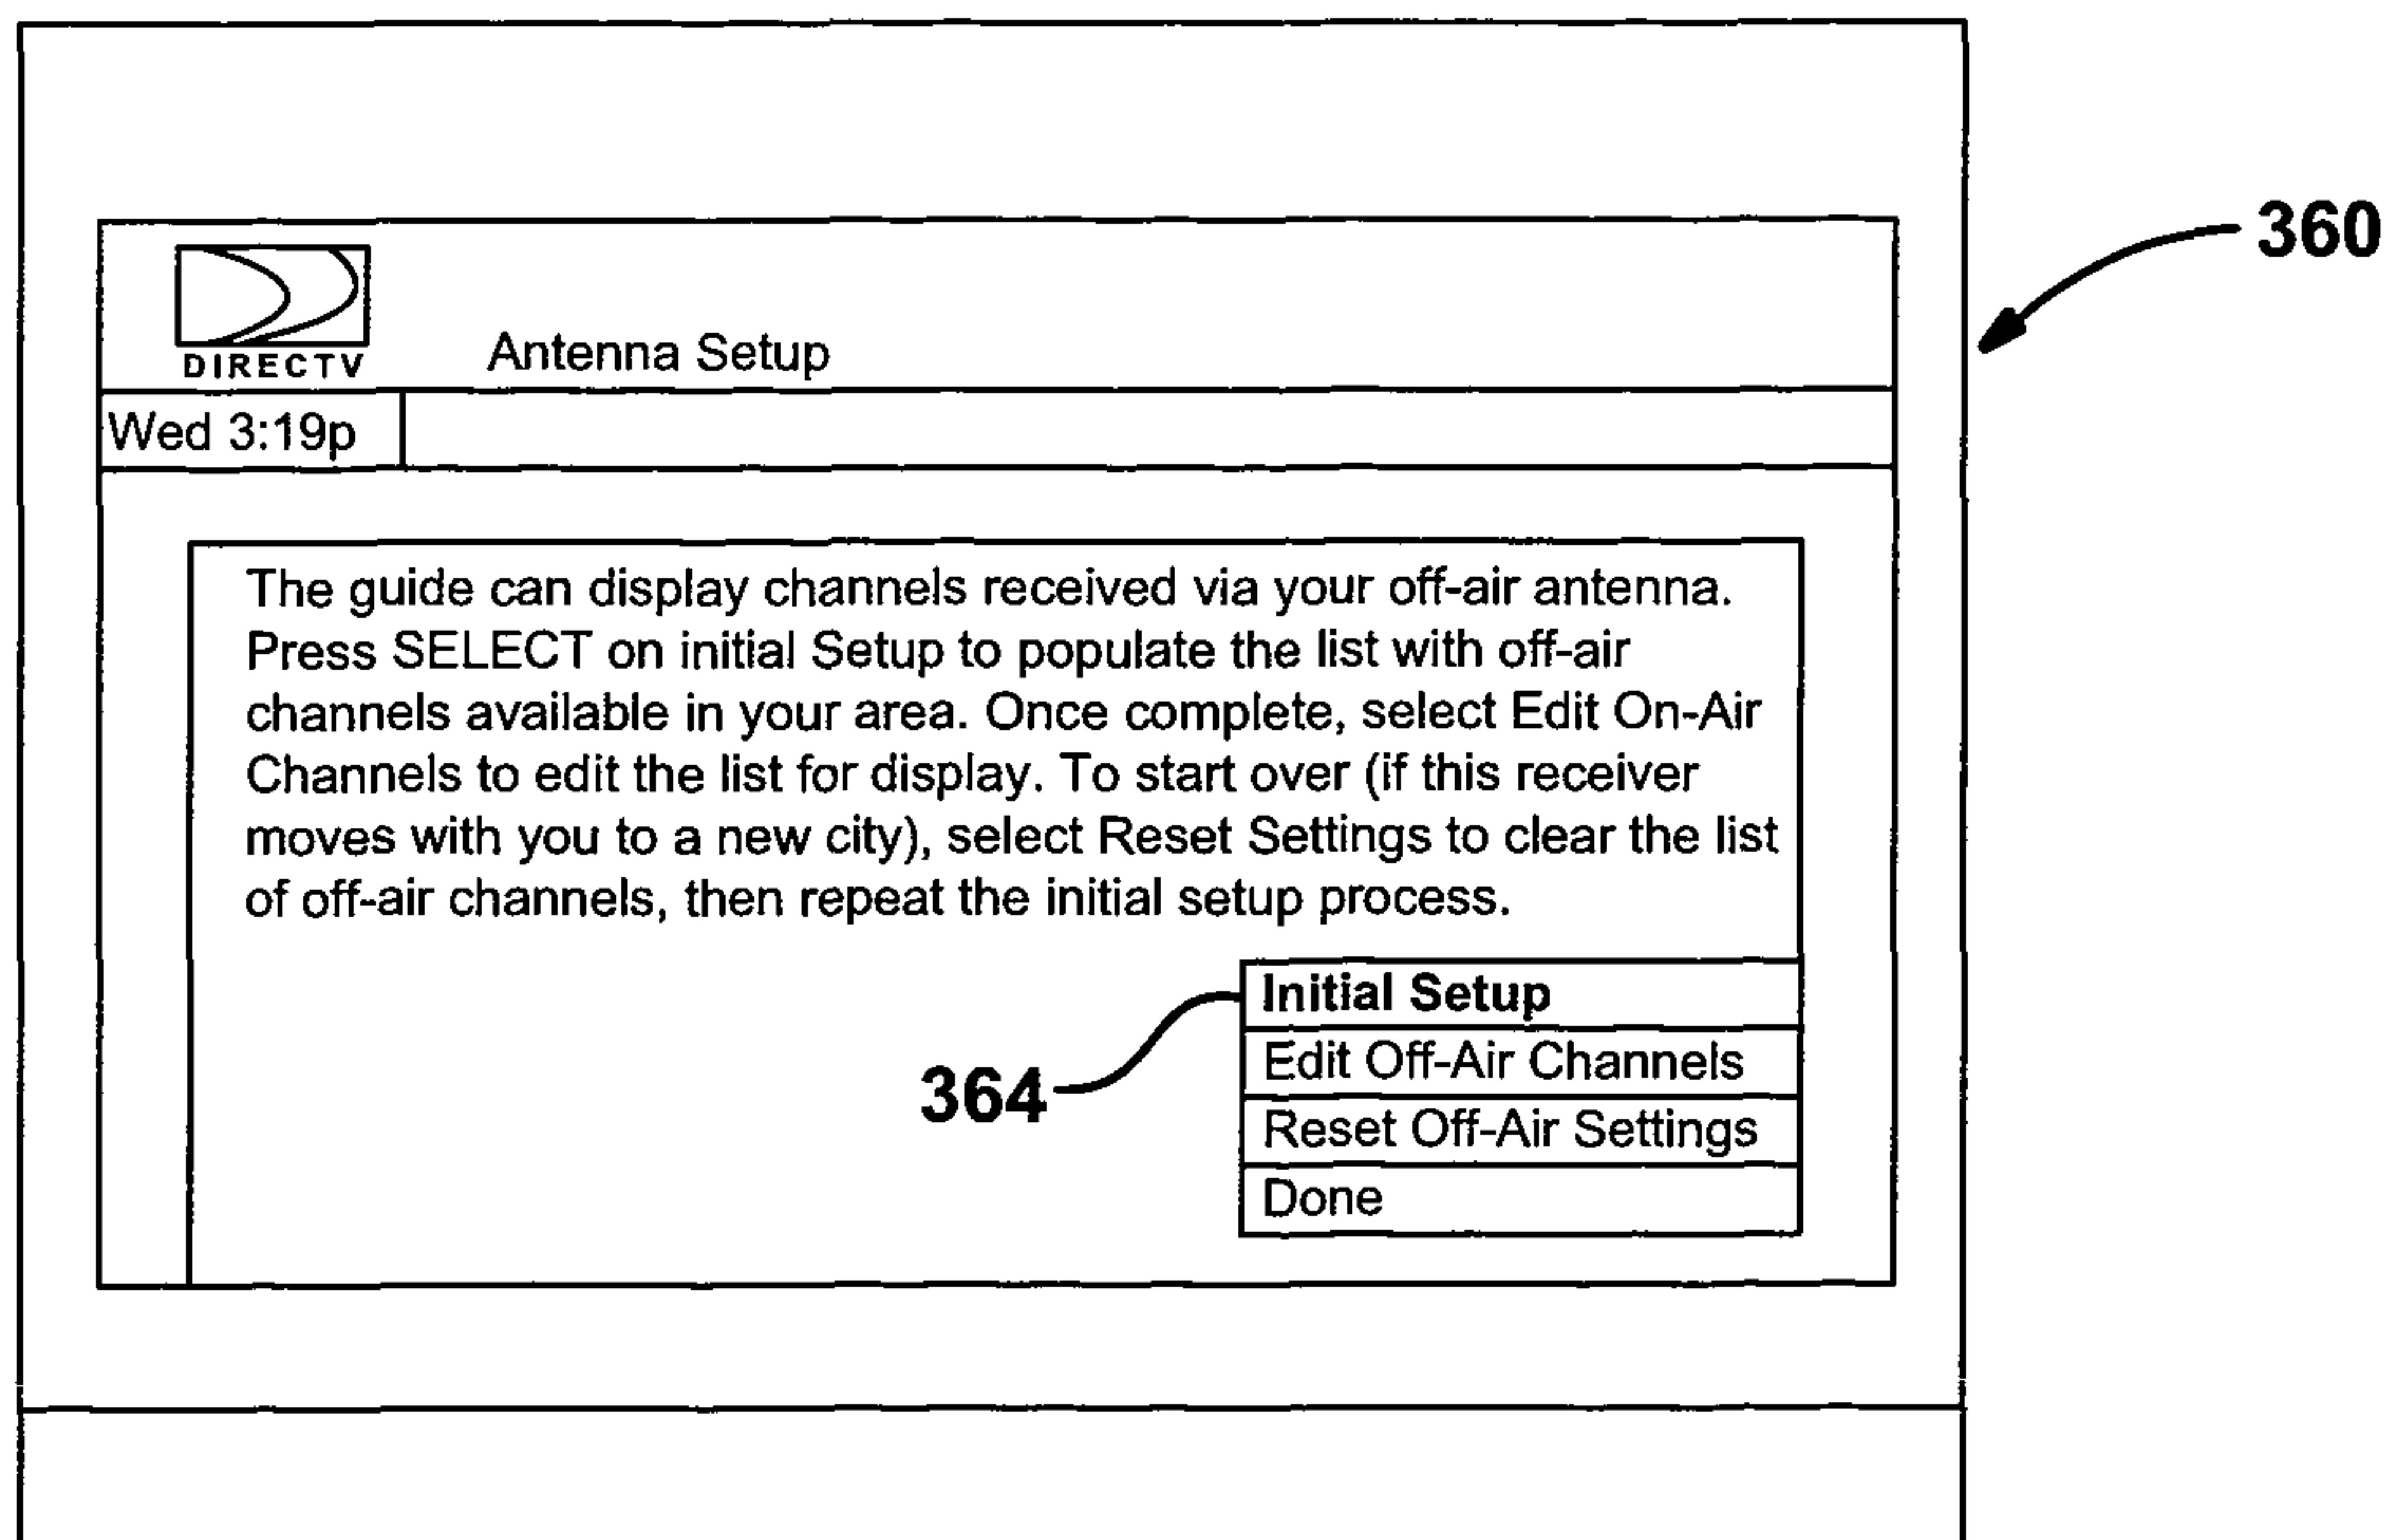 360
DIRECTV
Antenna Setup
Wed 3:19p
The guide can display channels received via your off-air antenna.
Press SELECT on initial Setup to populate the list with off-air
channels available in your area. Once complete, select Edit On-Air
Channels to edit the list for display. To start over (if this receiver
moves with you to a new city), select Reset Settings to clear the list
of off-air channels, then repeat the initial setup process.
Initial Setup
364
Edit Off-Air Channels
Reset Off-Air Settings
Done